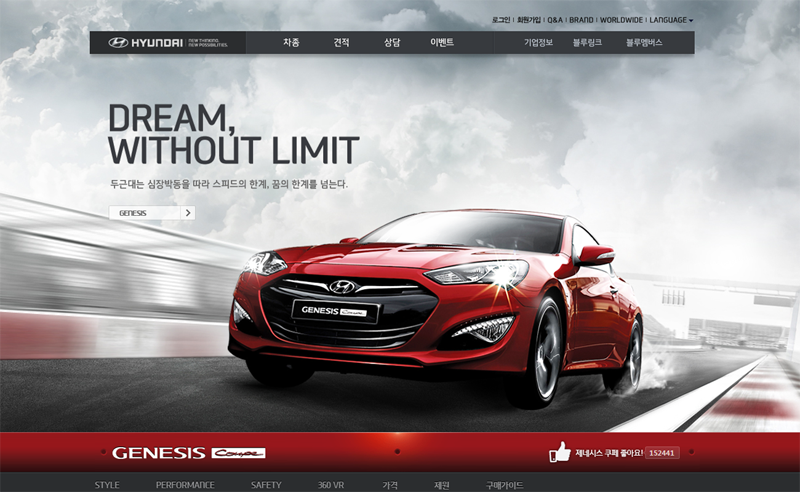 로그인 | 회원가입 | Q&A | BRAND | WORLDWIDE | LANGUAGE
HYUNDAI | NEW THINKING. NEW POSSIBILITIES. 차종 견적 상담 이벤트 기업정보 블루링크 블루멤버스
DREAM,
WITHOUT LIMIT
두근대는 심장박동을 따라 스피드의 한계, 꿈의 한계를 넘는다.
GENESIS
GENESIS Coupe
GENESIS Coupe 제네시스 쿠페 좋아요! 152441
STYLE PERFORMANCE SAFETY 360 VR 가격 제원 구매가이드